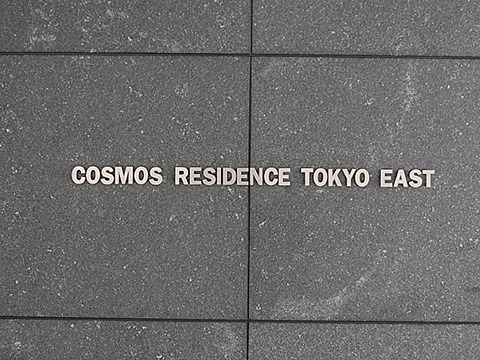 COSMOS RESIDENCE TOKYO EAST